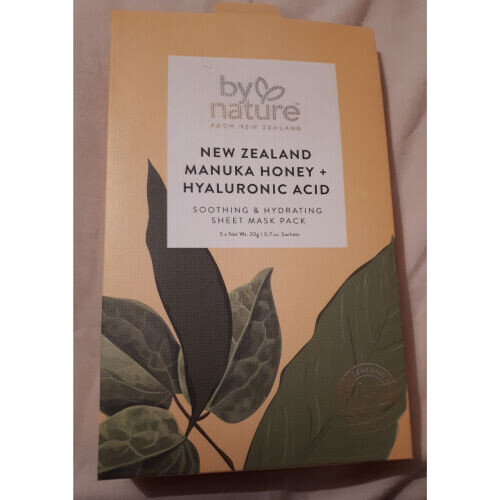 by
nature™
FROM NEW ZEALAND
NEW ZEALAND
MANUKA HONEY +
HYALURONIC ACID
SOOTHING & HYDRATING
SHEET MASK PACK
5 x Net Wt. 20g | 0.7 oz. Sachets